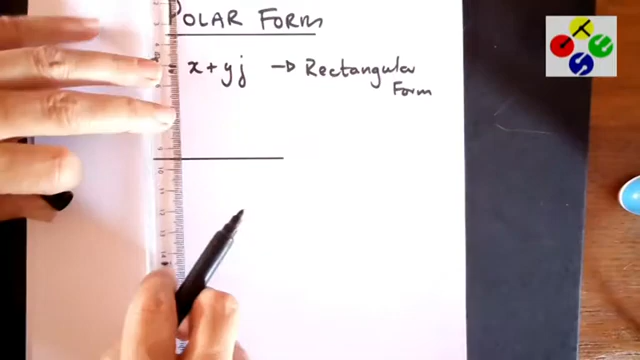 POLAR FORM
x + yj → Rectangular
Form